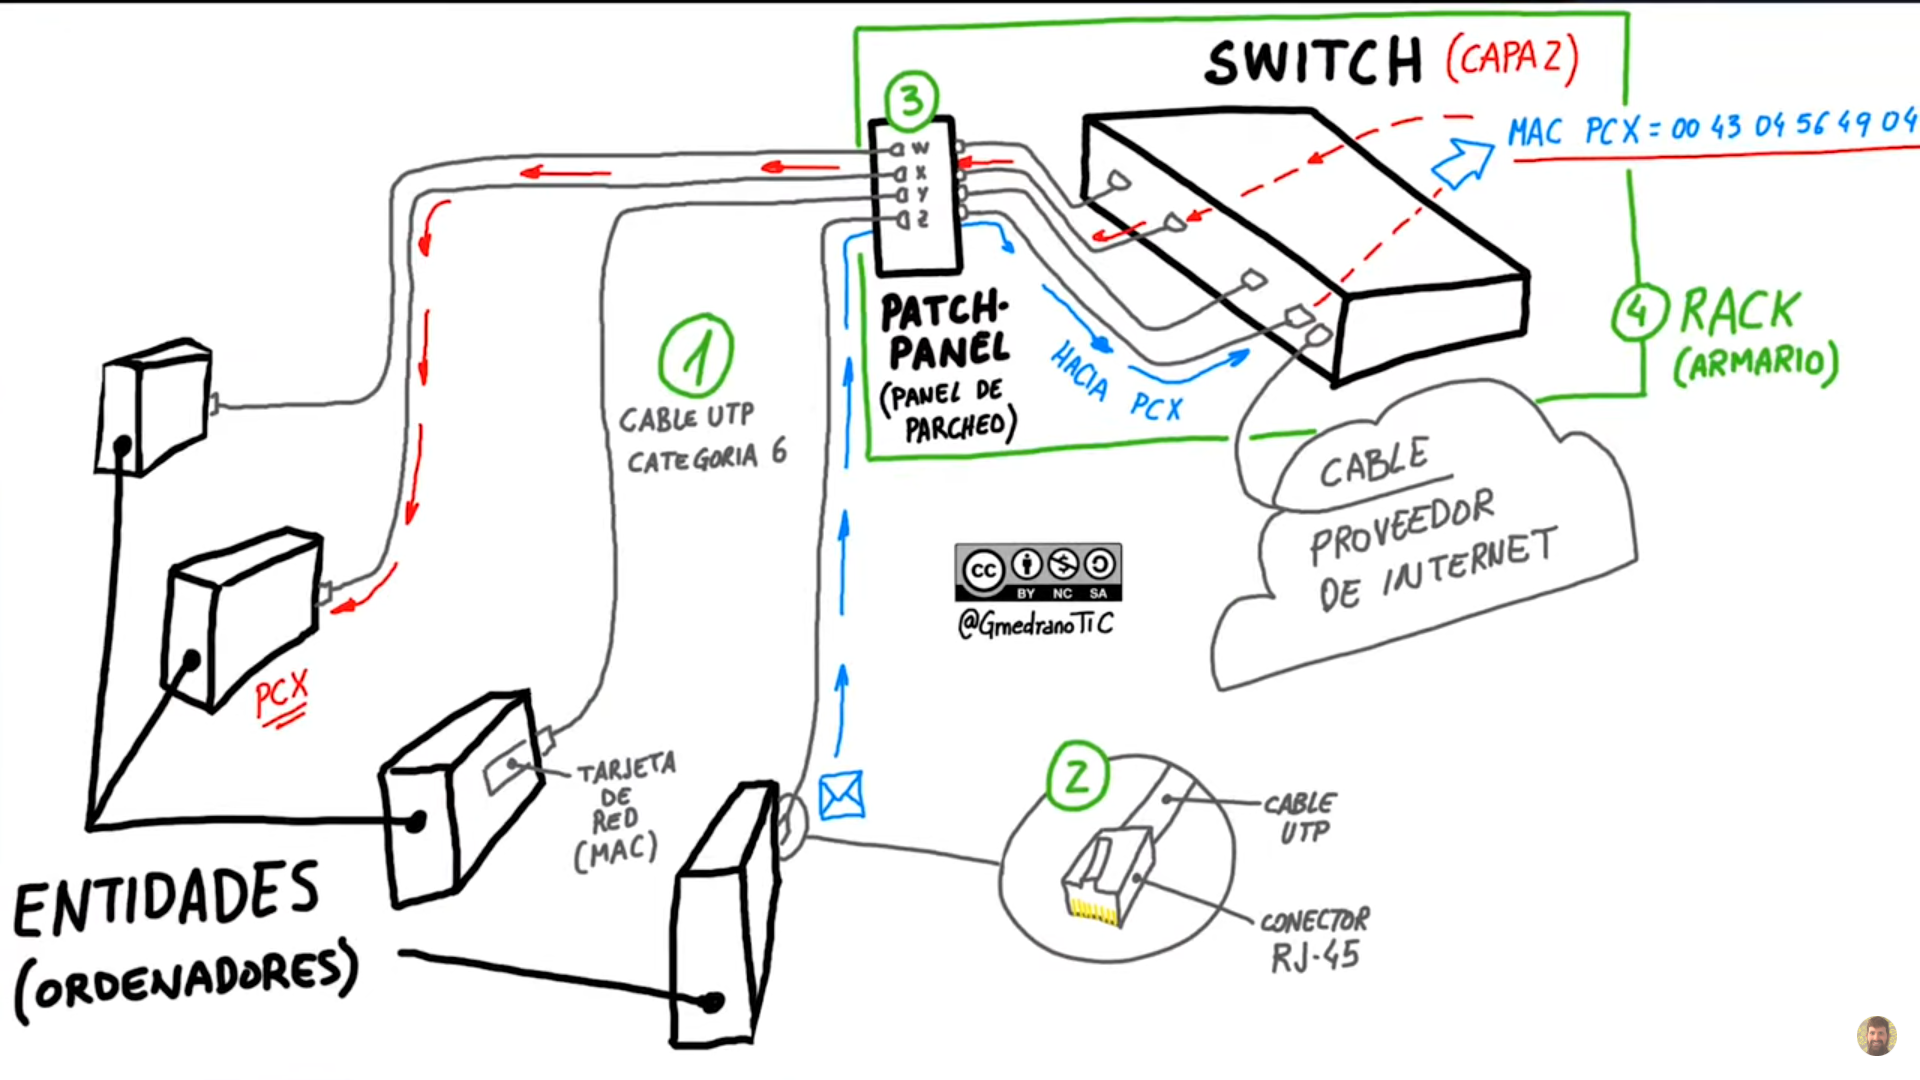 SWITCH (CAPA 2)
3
MAC PCX = 00 43 04 56 49 04
W
X
Y
Z
PATCH-
PANEL
(PANEL DE
PARCHEO)
4 RACK
(ARMARIO)
1
CABLE UTP
CATEGORIA 6
HACIA PCX
CABLE
PROVEEDOR
DE INTERNET
CC BY NC SA
@GmedranoTiC
PCX
TARJETA
DE
RED
(MAC)
2
CABLE
UTP
CONECTOR
RJ-45
ENTIDADES
(ORDENADORES)